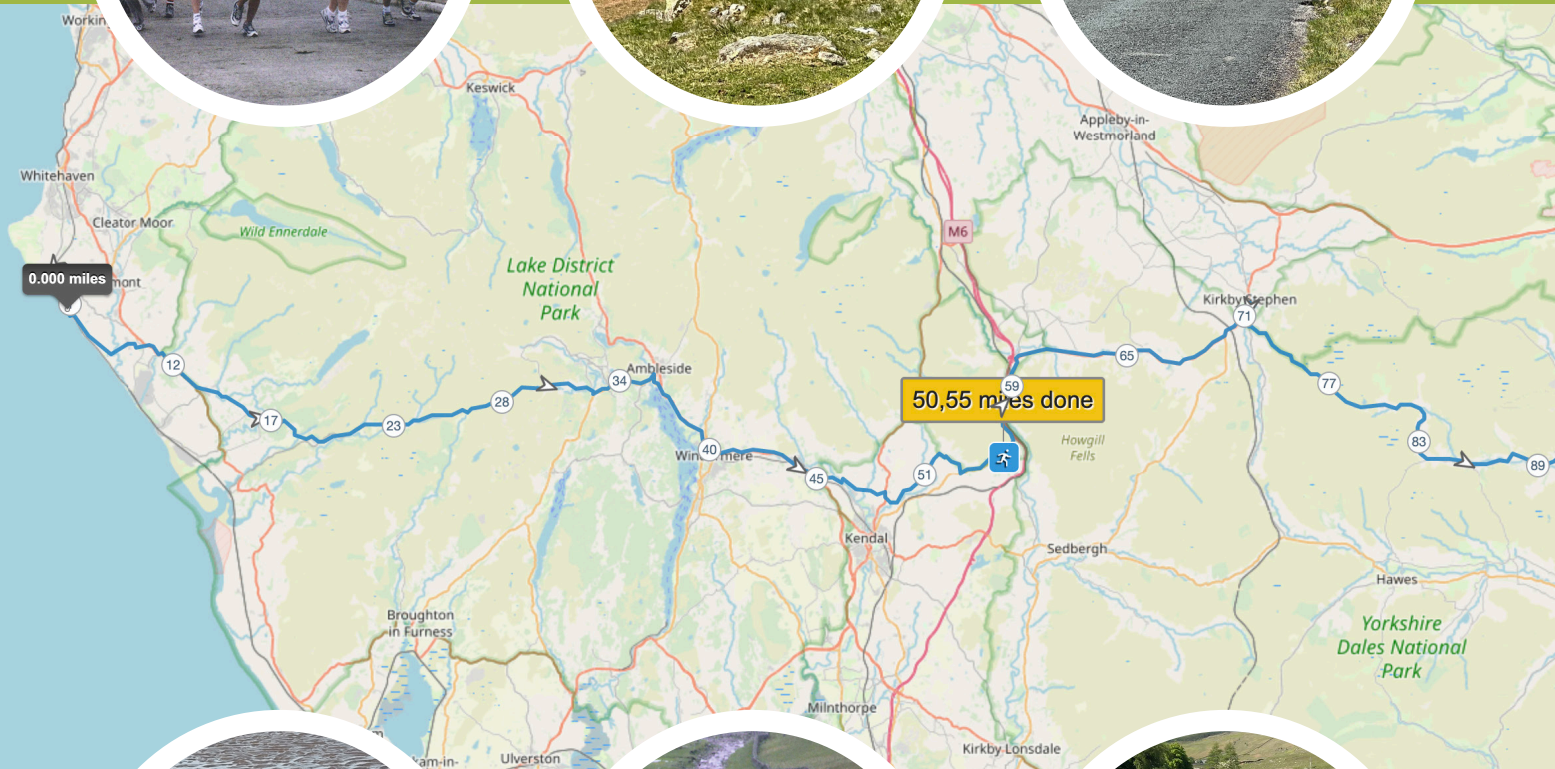 Workin
Keswick
Appleby-in-
Westmorland
Whitehaven
Cleator Moor
Wild Ennerdale
M6
Lake District
National
Park
0.000 miles
mont
Kirkby Stephen
71
12
34
Ambleside
65
59
50,55 miles done
77
28
17
23
40
Windermere
Howgill
Fells
83
45
51
89
Kendal
Sedbergh
Hawes
Broughton
in Furness
Yorkshire
Dales National
Park
Milnthorpe
Kirkby Lonsdale
Ulverston
kam-in-